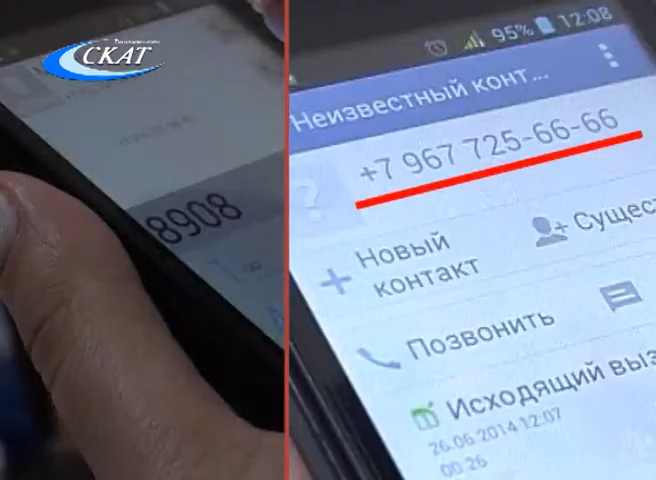 Телекомпания
СКАТ
8908
95% 12:08
Неизвестный конт...
+7 967 725-66-66
Новый
контакт
Сущес
Позвонить
Исходящий выз
26.06.2014 12:07
00:26